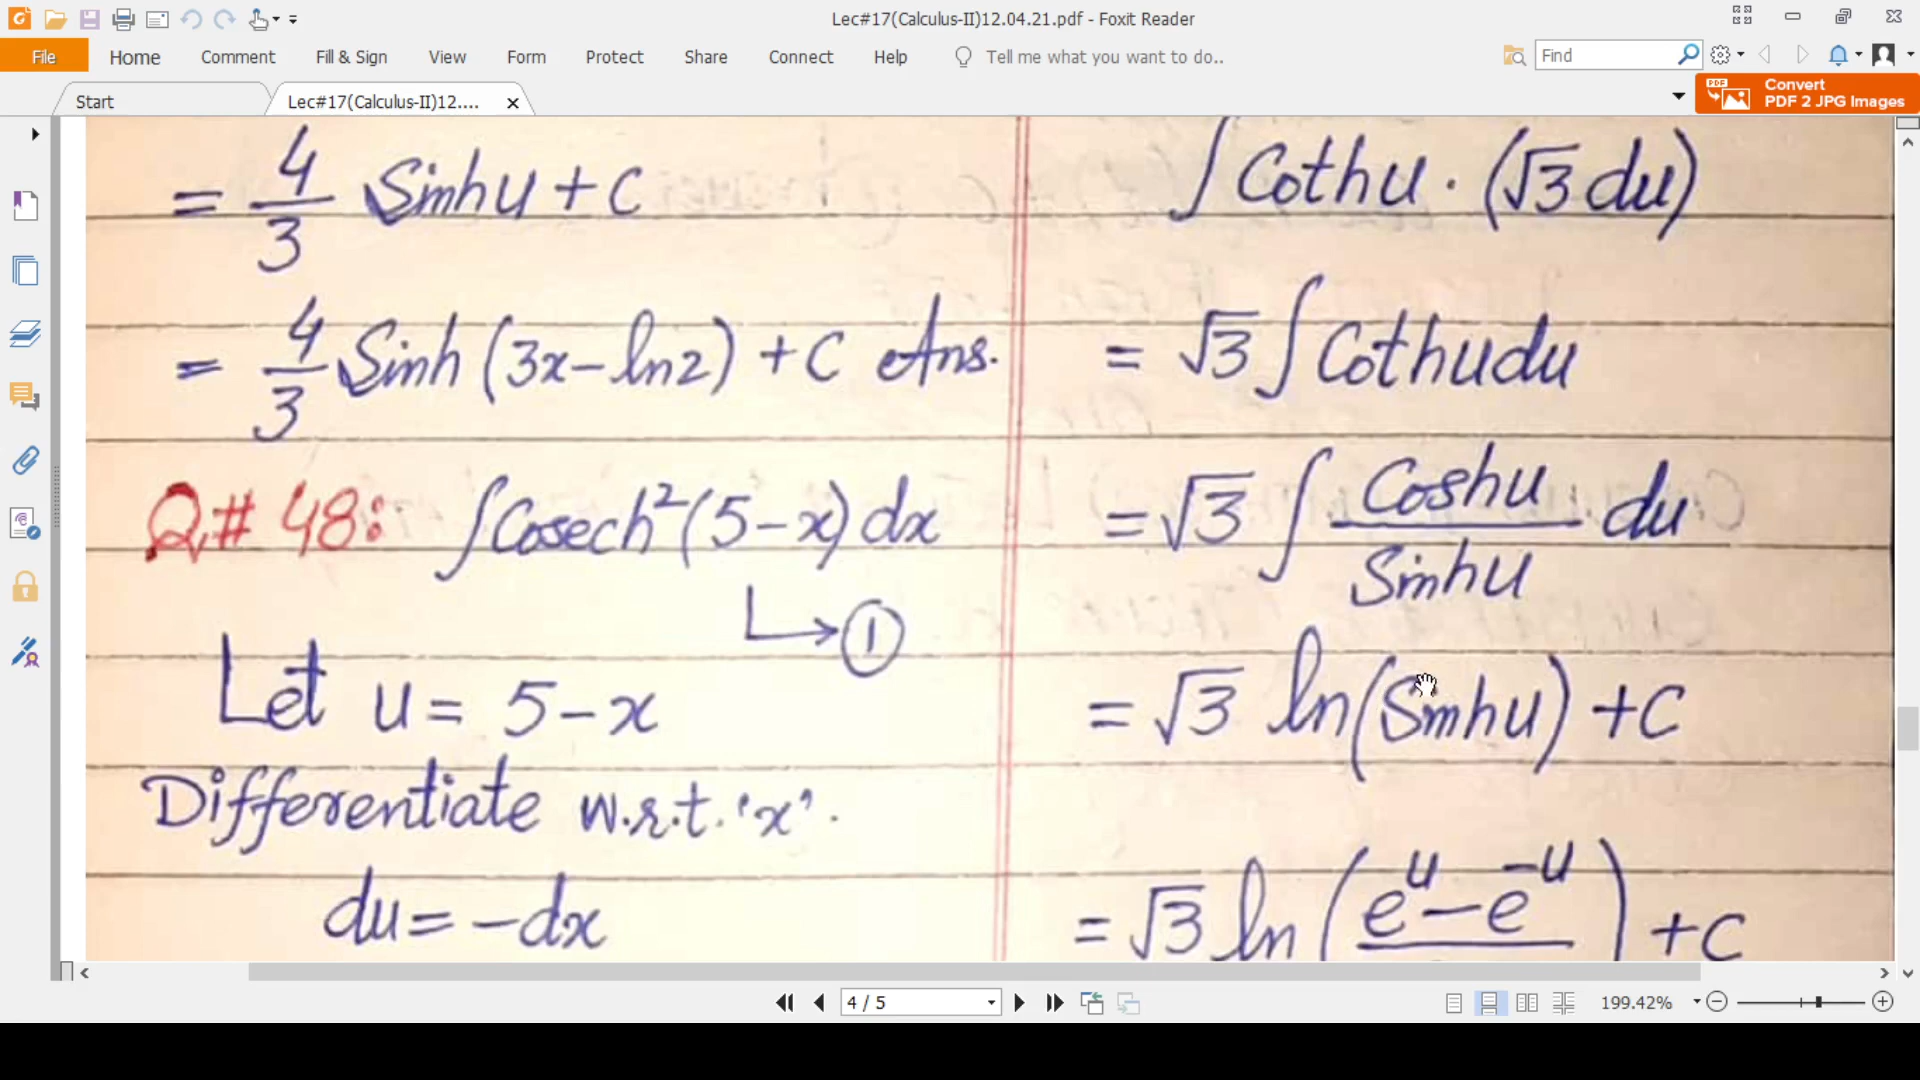 Lec#17(Calculus-II)12.04.21.pdf - Foxit Reader
File Home Comment Fill & Sign View Form Protect Share Connect Help Tell me what you want to do.. Find
Start Lec#17(Calculus-II)12.... Convert
PDF 2 JPG Images
= 4/3 Sinhu + C
= 4/3 Sinh (3x - ln2) + C Ans.
Q# 48: ∫Cosech²(5-x)dx
→ ①
Let u = 5-x
Differentiate w.r.t. 'x'.
du = -dx
∫Cothu · (√3du)
= √3 ∫Cothudu
= √3 ∫ Coshu/Sinhu du
= √3 ln(Sinhu) + C
= √3 ln(e^u - e^-u) + C
4 / 5 199.42%